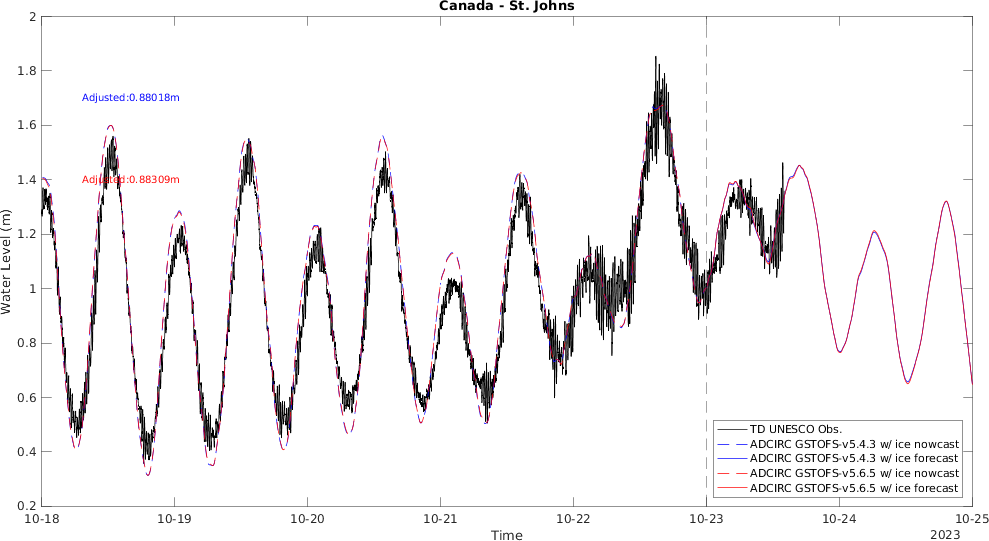 Canada - St. Johns
2
1.8
1.6
1.4
1.2
1
0.8
0.6
0.4
0.2
Water Level (m)
Adjusted:0.88018m
Adjusted:0.88309m
TD UNESCO Obs.
ADCIRC GSTOFS-v5.4.3 w/ ice nowcast
ADCIRC GSTOFS-v5.4.3 w/ ice forecast
ADCIRC GSTOFS-v5.6.5 w/ ice nowcast
ADCIRC GSTOFS-v5.6.5 w/ ice forecast
10-18 10-19 10-20 10-21 10-22 10-23 10-24 10-25
Time
2023